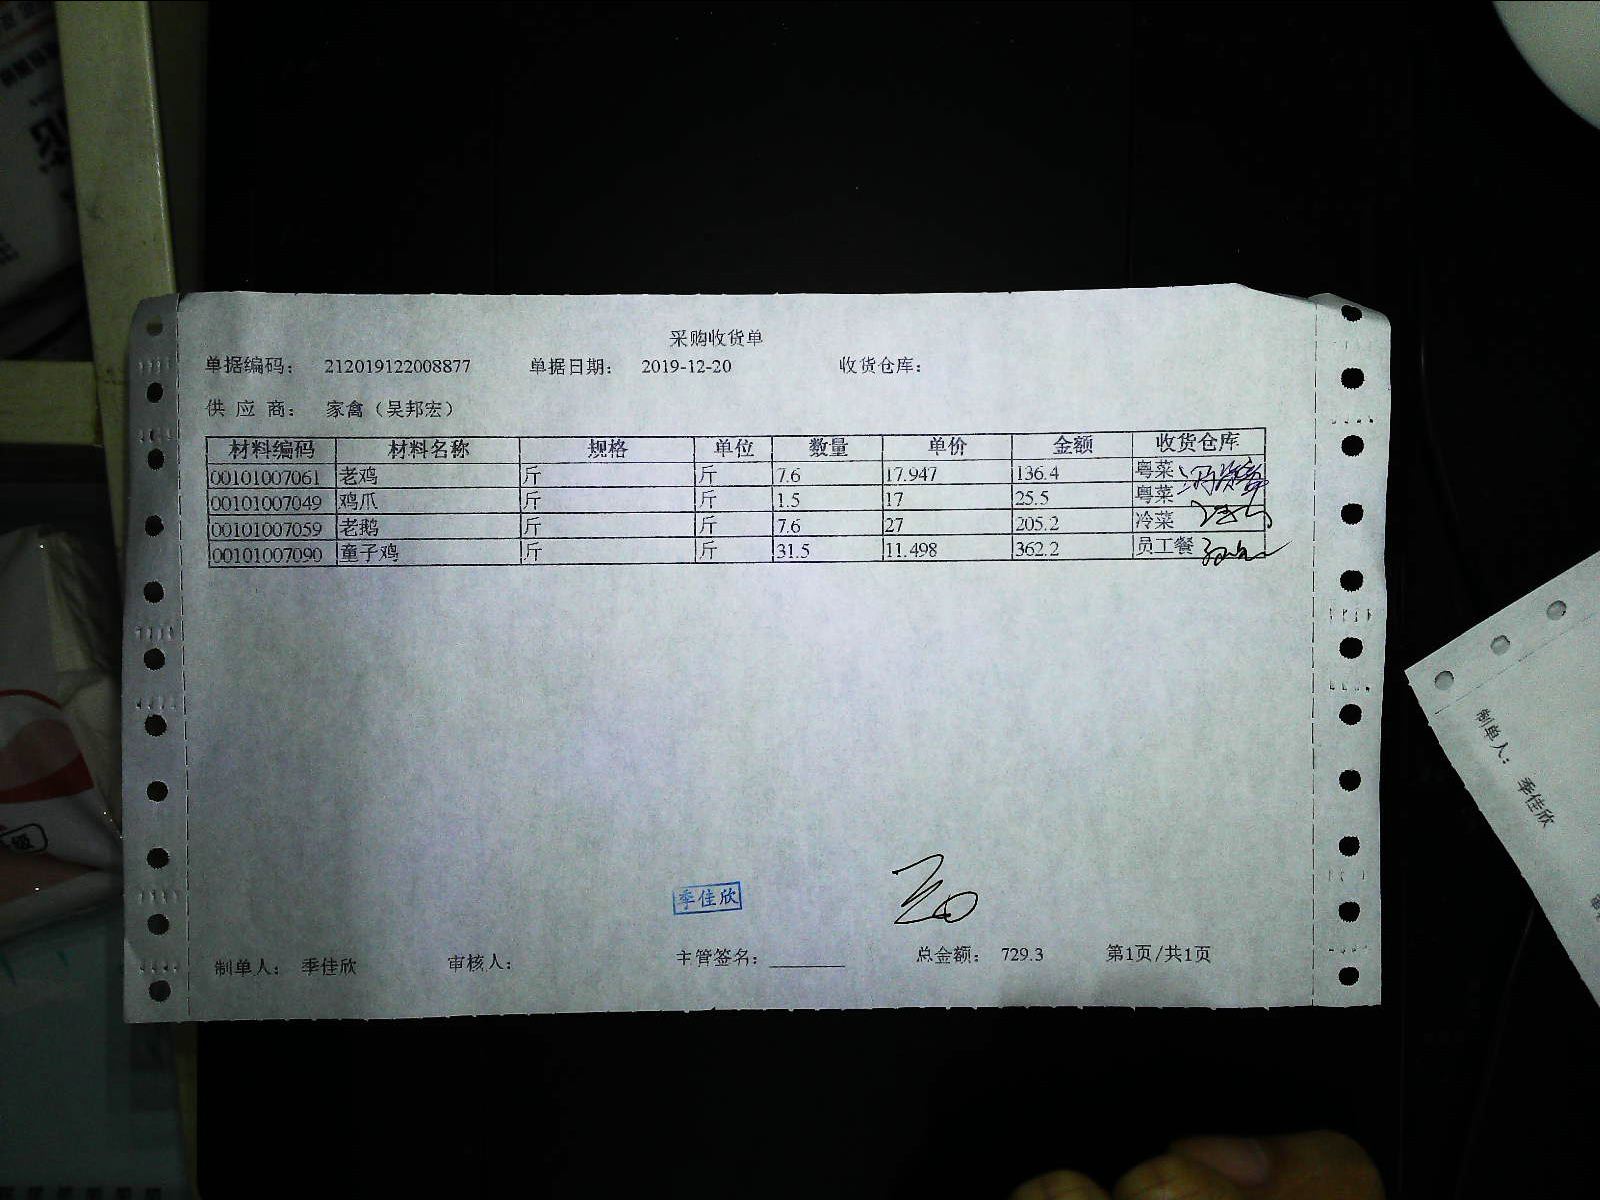 采购收货单
单据编码： 212019122008877 单据日期： 2019-12-20 收货仓库：
供 应 商： 家禽（吴邦宏）
材料编码 材料名称 规格 单位 数量 单价 金额 收货仓库
00101007061 老鸡 斤 斤 7.6 17.947 136.4 粤菜
00101007049 鸡爪 斤 斤 1.5 17 25.5 粤菜
00101007059 老鹅 斤 斤 7.6 27 205.2 冷菜
00101007090 童子鸡 斤 斤 31.5 11.498 362.2 员工餐
季佳欣
制单人： 季佳欣 审核人： 主管签名： 总金额： 729.3 第1页/共1页
制单人： 季佳欣